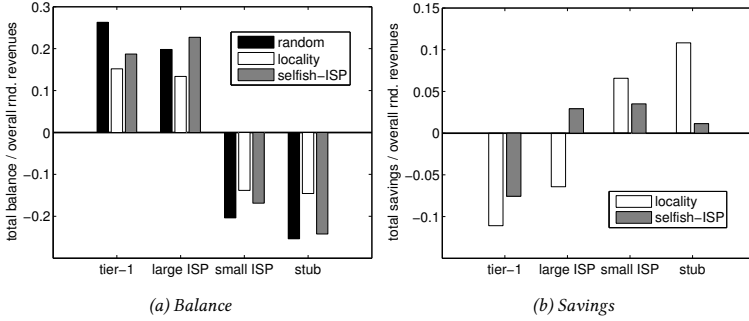 0.3
0.2
0.1
0
−0.1
−0.2
total balance / overall rnd. revenues
random
locality
selfish−ISP
tier−1 large ISP small ISP stub
(a) Balance
0.15
0.1
0.05
0
−0.05
−0.1
total savings / overall rnd. revenues
locality
selfish−ISP
tier−1 large ISP small ISP stub
(b) Savings